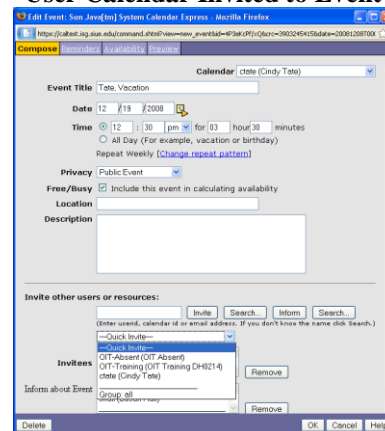 User Calendar Invited to Event
Edit Event: Sun Java[tm] System Calendar Express - Mozilla Firefox
Compose Reminders Availability Preview
Calendar ctate (Cindy Tate)
Event Title Tate, Vacation
Date 12 / 19 / 2008
Time 12 : 30 pm for 03 hour 30 minutes
All Day (For example, vacation or birthday)
Repeat Weekly [Change repeat pattern]
Privacy Public Event
Free/Busy Include this event in calculating availability
Location
Description
Invite other users or resources:
Invite Search... Inform Search...
(Enter userid, calendar id or email address. If you don't know the name click Search.)
---Quick Invite---
---Quick Invite---
OIT-Absent (OIT Absent)
OIT-Training (OIT Training DH0214)
Invitees ctate (Cindy Tate) Remove
Inform about Event Group: all
Remove
Delete OK Cancel Help